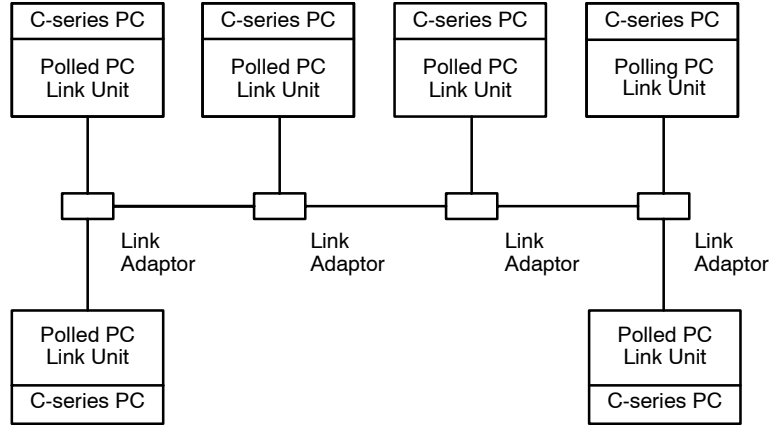 C-series PC
Polled PC
Link Unit
C-series PC
Polled PC
Link Unit
C-series PC
Polled PC
Link Unit
C-series PC
Polling PC
Link Unit
Link
Adaptor
Link
Adaptor
Link
Adaptor
Link
Adaptor
Polled PC
Link Unit
C-series PC
Polled PC
Link Unit
C-series PC